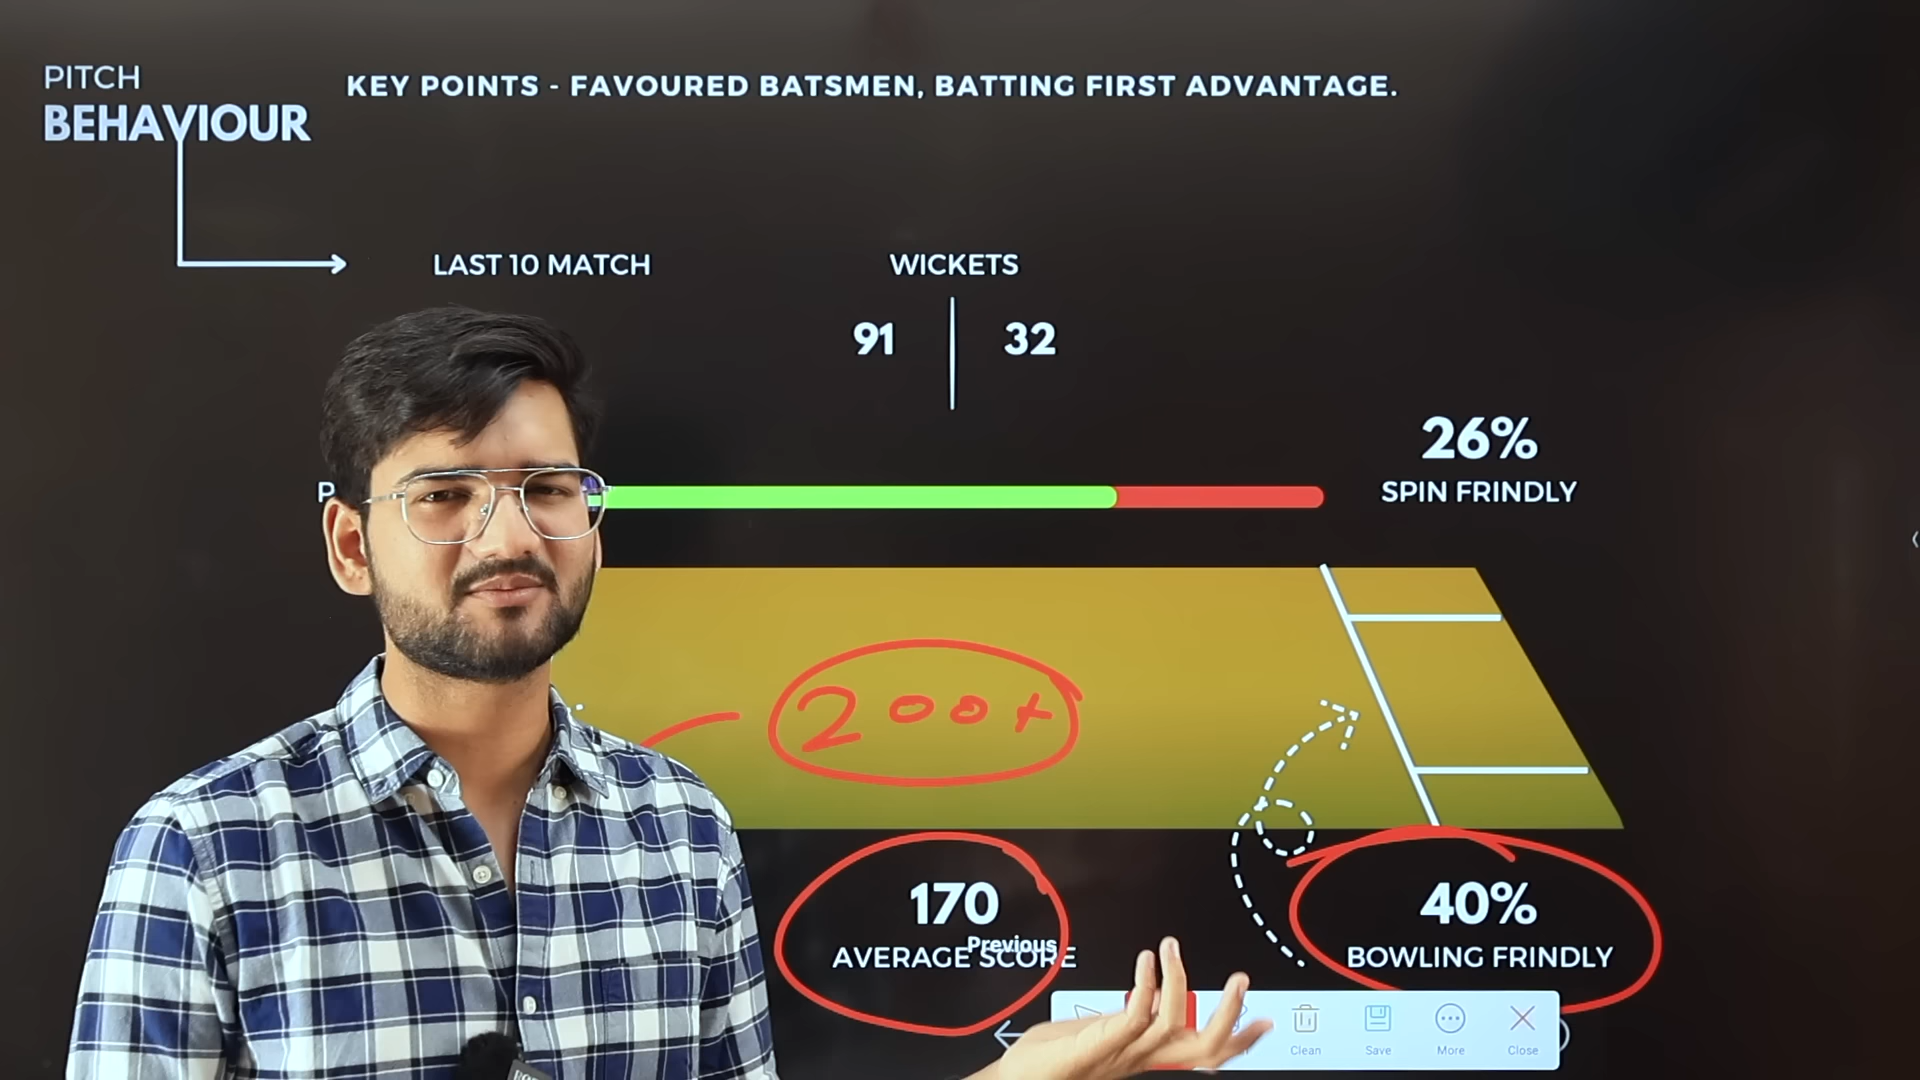 PITCH
BEHAVIOUR
KEY POINTS - FAVOURED BATSMEN, BATTING FIRST ADVANTAGE.
LAST 10 MATCH
WICKETS
91 32
26%
SPIN FRINDLY
200+
170
AVERAGE SCORE
Previous
40%
BOWLING FRINDLY
Clean Save More Close